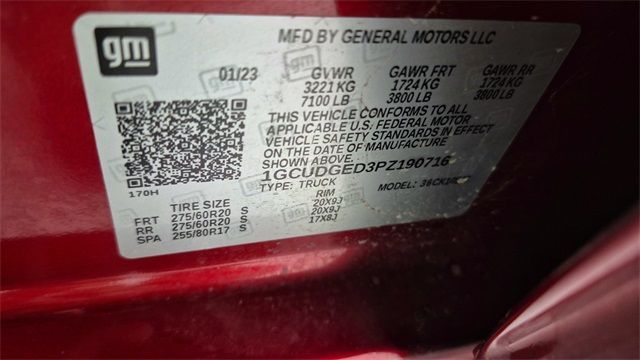 gm
MFD BY GENERAL MOTORS LLC
01/23 GVWR GAWR FRT GAWR RR
3221 KG 1724 KG 1724 KG
7100 LB 3800 LB 3800 LB
THIS VEHICLE CONFORMS TO ALL
APPLICABLE U.S. FEDERAL MOTOR
VEHICLE SAFETY STANDARDS IN EFFECT
ON DATE OF MANUFACTURE
SHOWN ABOVE.
1GCUDGED3PZ190716
170H
TYPE: TRUCK MODEL:
TIRE SIZE RIM
FRT 275/60R20 S 20X9J
RR 275/60R20 S 20X9J
SPA 255/80R17 S 17X8J